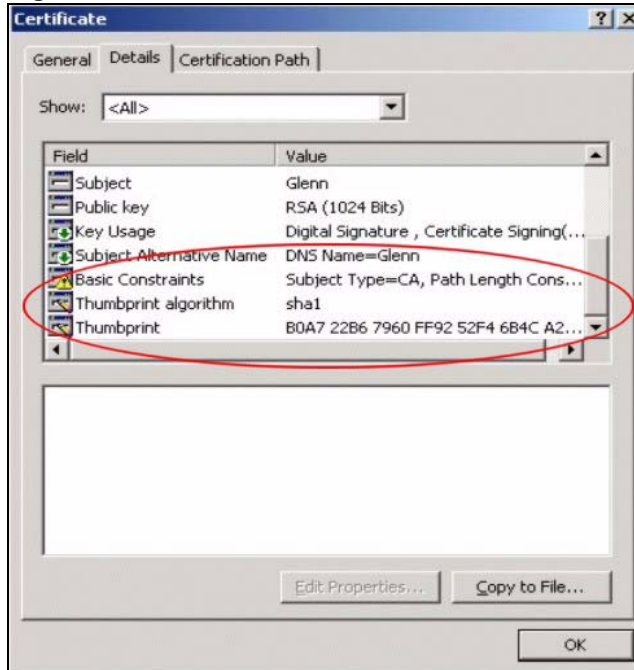 Certificate
General Details Certification Path
Show: <All>
Field Value
Subject Glenn
Public key RSA (1024 Bits)
Key Usage Digital Signature , Certificate Signing(...
Subject Alternative Name DNS Name=Glenn
Basic Constraints Subject Type=CA, Path Length Cons...
Thumbprint algorithm sha1
Thumbprint B0A7 22B6 7960 FF92 52F4 6B4C A2...
Edit Properties... Copy to File...
OK